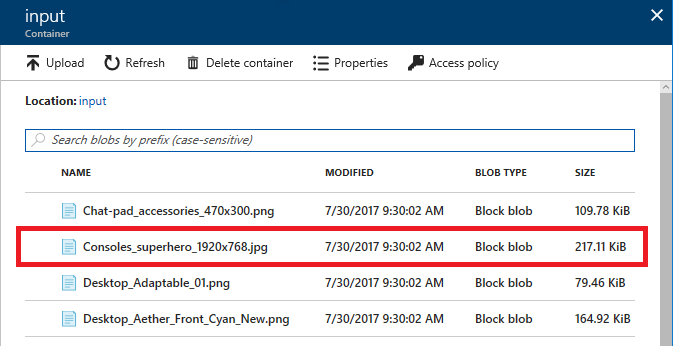 input
Container
Upload Refresh Delete container Properties Access policy
Location: input
Search blobs by prefix (case-sensitive)
NAME MODIFIED BLOB TYPE SIZE
Chat-pad_accessories_470x300.png 7/30/2017 9:30:02 AM Block blob 109.78 KiB
Consoles_superhero_1920x768.jpg 7/30/2017 9:30:02 AM Block blob 217.11 KiB
Desktop_Adaptable_01.png 7/30/2017 9:30:02 AM Block blob 79.46 KiB
Desktop_Aether_Front_Cyan_New.png 7/30/2017 9:30:02 AM Block blob 164.92 KiB